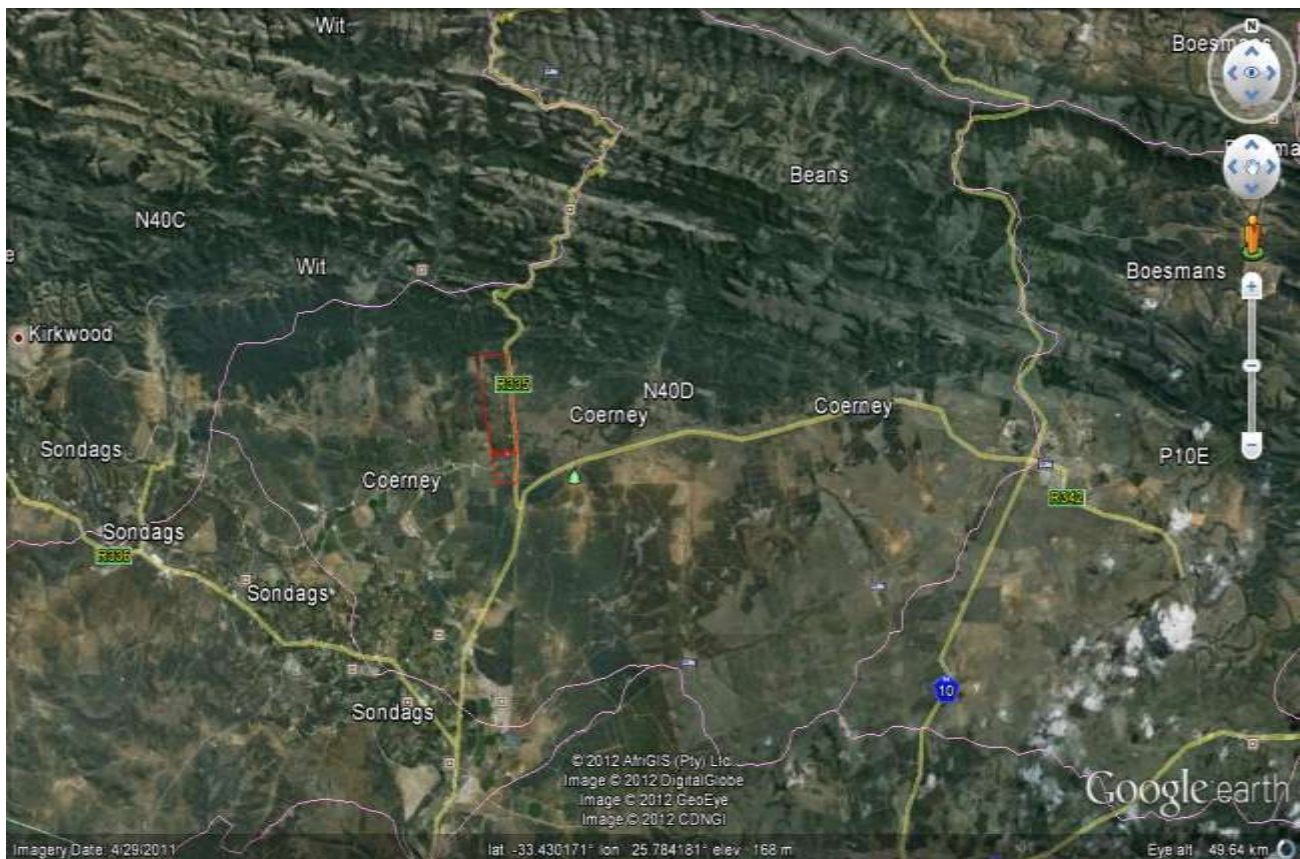 Wit
Boesmans
N
Beans
N40C
Wit
Boesmans
Kirkwood
R335
N40D
Coerney
Coerney
Sondags
Coerney
P10E
R342
Sondags
R336
Sondags
N
10
Sondags
© 2012 AfriGIS (Pty) Ltd.
Image © 2012 DigitalGlobe
Image © 2012 GeoEye
Image © 2012 CDNGI
Google earth
Imagery Date: 4/29/2011
lat -33.430171° lon 25.784181° elev 168 m
Eye alt 49.64 km